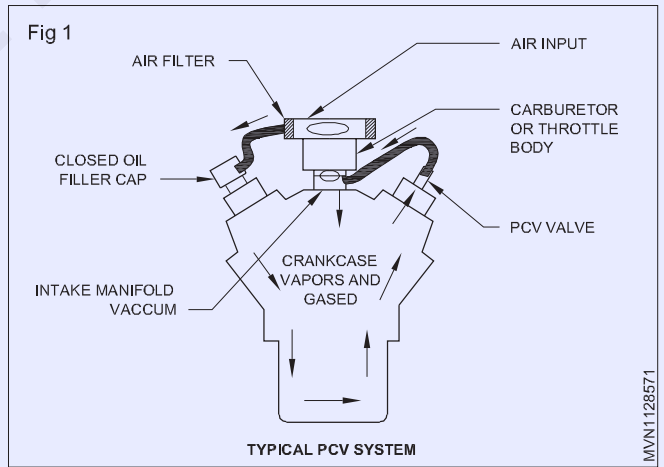 Fig 1
AIR INPUT
AIR FILTER
CARBURETOR
OR THROTTLE
BODY
CLOSED OIL
FILLER CAP
PCV VALVE
CRANKCASE
VAPORS AND
GASED
INTAKE MANIFOLD
VACCUM
TYPICAL PCV SYSTEM
MVN1128571